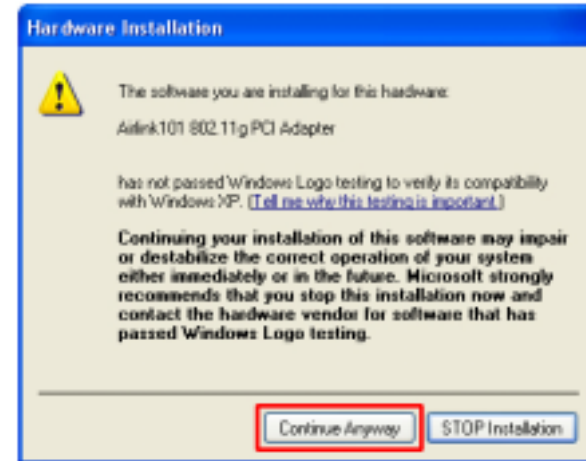 Hardware Installation
The software you are installing for this hardware:
Airlink101 802.11g PCI Adapter
has not passed Windows Logo testing to verify its compatibility
with Windows XP. (Tell me why this testing is important.)
Continuing your installation of this software may impair
or destabilize the correct operation of your system
either immediately or in the future. Microsoft strongly
recommends that you stop this installation now and
contact the hardware vendor for software that has
passed Windows Logo testing.
Continue Anyway
STOP Installation